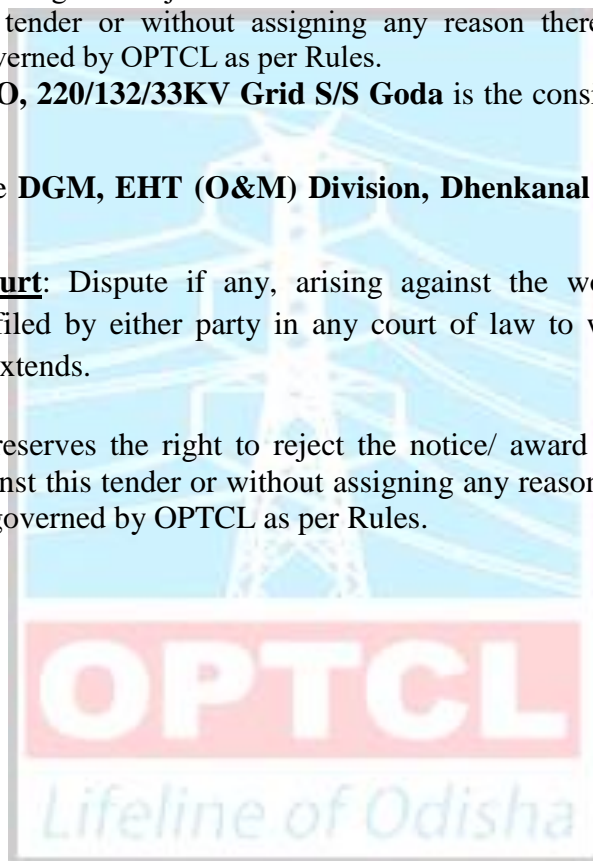 tender or without assigning any reason there
verned by OPTCL as per Rules.
O, 220/132/33KV Grid S/S Goda is the consi
e DGM, EHT (O&M) Division, Dhenkanal
urt: Dispute if any, arising against the wo
filed by either party in any court of law to w
xtends.
reserves the right to reject the notice/ award
inst this tender or without assigning any reason
governed by OPTCL as per Rules.
OPTCL
Lifeline of Odisha